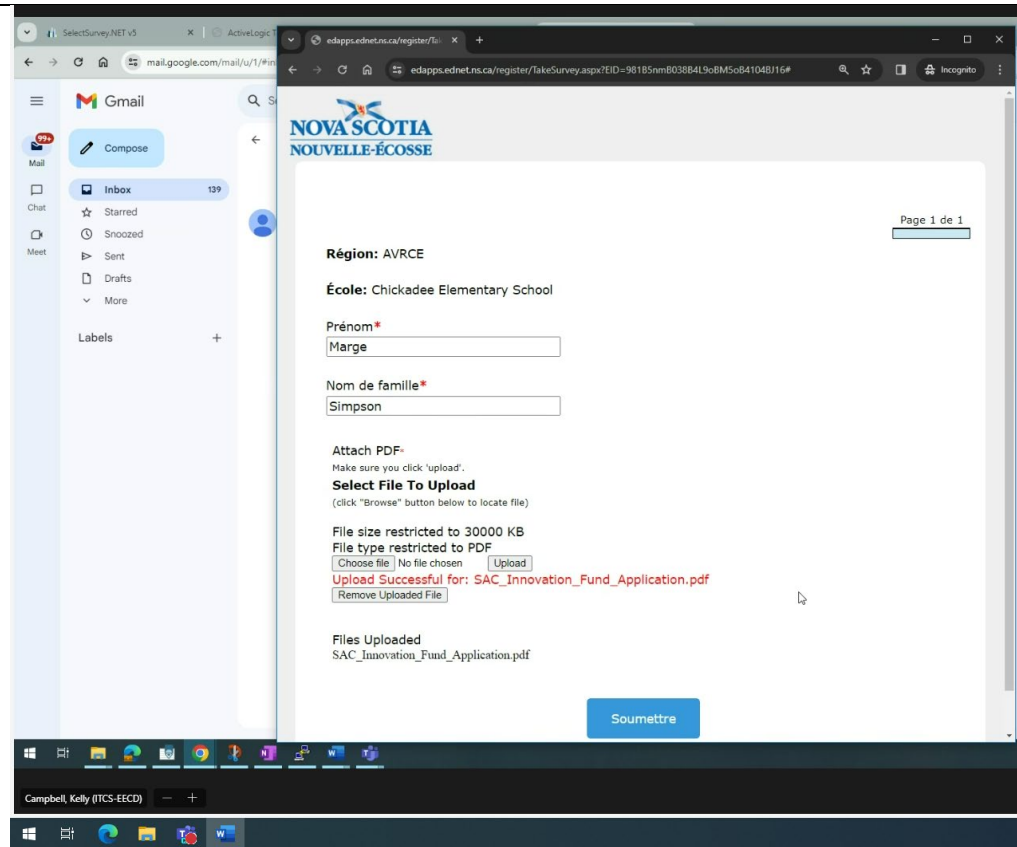 SelectSurvey.NET v5
ActiveLogic T
mail.google.com/mail/u/1/#in
Gmail
Compose
99+
Mail
Chat
Meet
Inbox 139
Starred
Snoozed
Sent
Drafts
More
Labels
edapps.ednet.ns.ca/register/Tak
edapps.ednet.ns.ca/register/TakeSurvey.aspx?EID=981B5nmB038B4L9oBM5oB4104BJ16#
Incognito
NOVA SCOTIA
NOUVELLE-ÉCOSSE
Page 1 de 1
Région: AVRCE
École: Chickadee Elementary School
Prénom*
Marge
Nom de famille*
Simpson
Attach PDF*
Make sure you click 'upload'.
Select File To Upload
(click "Browse" button below to locate file)
File size restricted to 30000 KB
File type restricted to PDF
Choose file No file chosen Upload
Upload Successful for: SAC_Innovation_Fund_Application.pdf
Remove Uploaded File
Files Uploaded
SAC_Innovation_Fund_Application.pdf
Soumettre
Campbell, Kelly (ITCS-EECD)